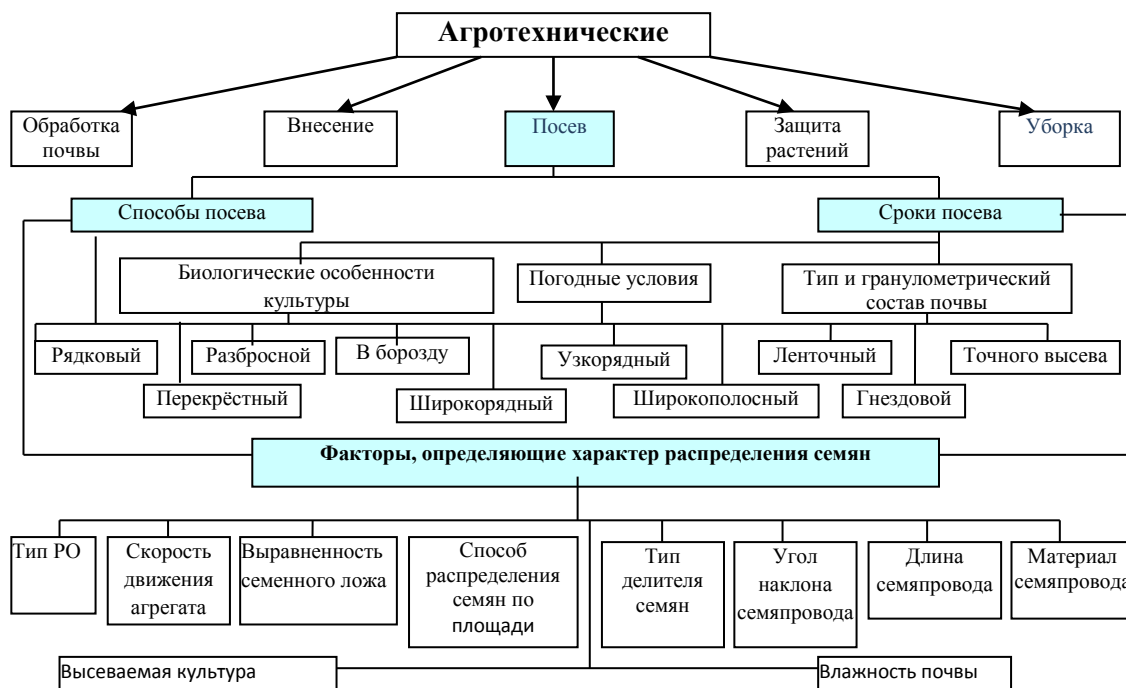 Агротехнические
Обработка
почвы
Внесение
Посев
Защита
растений
Уборка
Способы посева
Сроки посева
Биологические особенности
культуры
Погодные условия
Тип и гранулометрический
состав почвы
Рядковый
Разбросной
В борозду
Узкорядный
Ленточный
Точного высева
Перекрёстный
Широкорядный
Широкополосный
Гнездовой
Факторы, определяющие характер распределения семян
Тип РО
Скорость
движения
агрегата
Выравненность
семенного ложа
Способ
распределения
семян по
площади
Тип
делителя
семян
Угол
наклона
семяпровода
Длина
семяпровода
Материал
семяпровода
Высеваемая культура
Влажность почвы